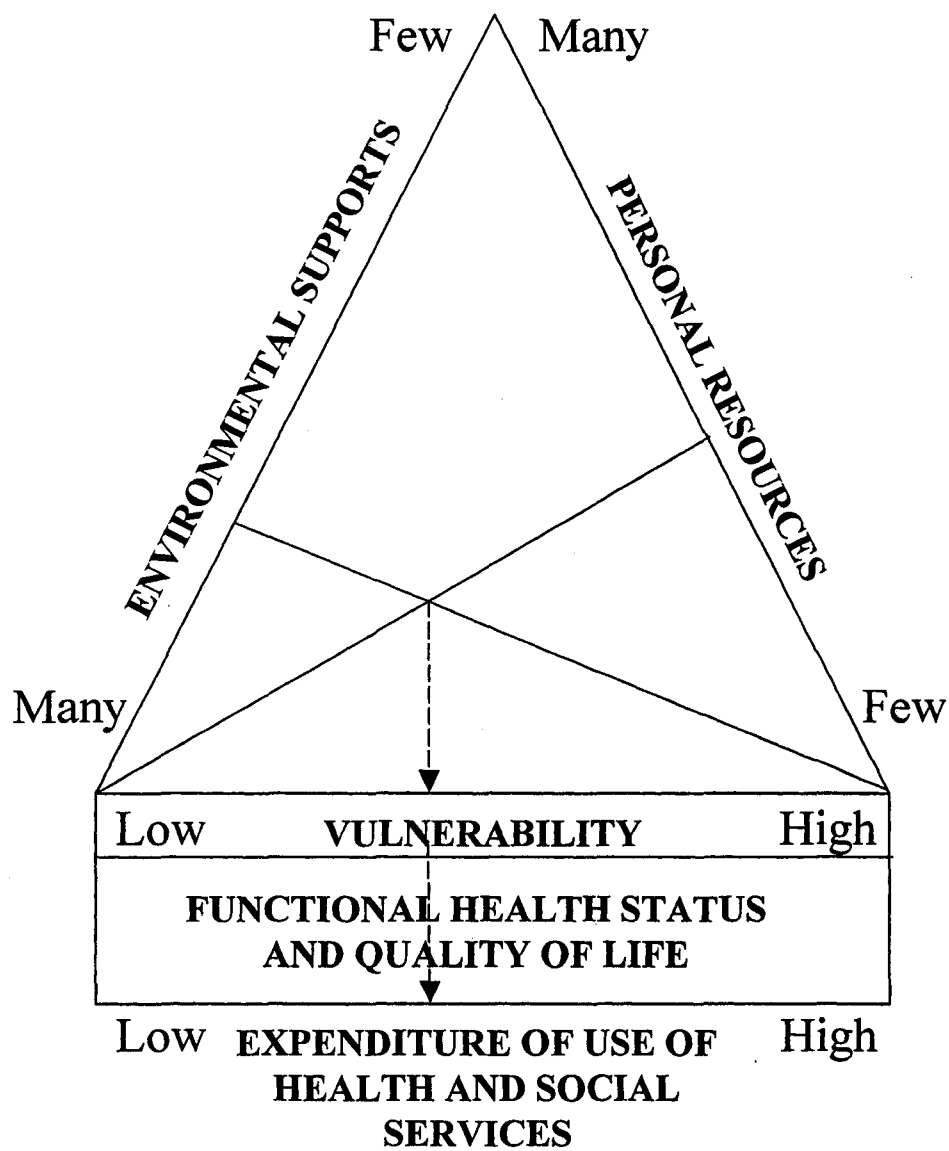 Few Many
ENVIRONMENTAL SUPPORTS
PERSONAL RESOURCES
Many Few
Low VULNERABILITY High
FUNCTIONAL HEALTH STATUS
AND QUALITY OF LIFE
Low EXPENDITURE OF USE OF High
HEALTH AND SOCIAL
SERVICES